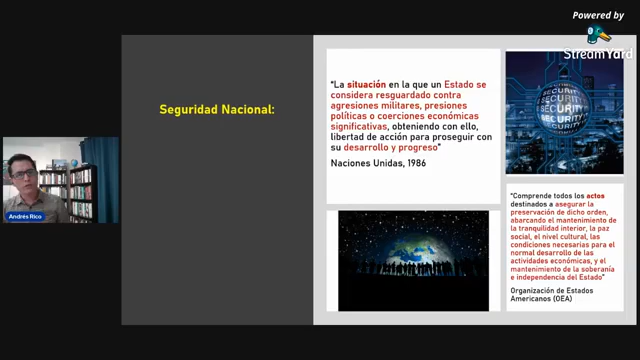 Powered by
StreamYard
Seguridad Nacional:
“La situación en la que un Estado se
considera resguardado contra
agresiones militares, presiones
políticas o coerciones económicas
significativas, obteniendo con ello,
libertad de acción para proseguir con
su desarrollo y progreso”
Naciones Unidas, 1986
SECURIT
SECURITY
SECURITY
SECURITY
“Comprende todos los actos
destinados a asegurar la
preservación de dicho orden,
abarcando el mantenimiento de
la tranquilidad interior, la paz
social, el nivel cultural, las
condiciones necesarias para el
normal desarrollo de las
actividades económicas, y el
mantenimiento de la soberanía
e independencia del Estado”
Organización de Estados
Americanos (OEA)
Andrés Rico